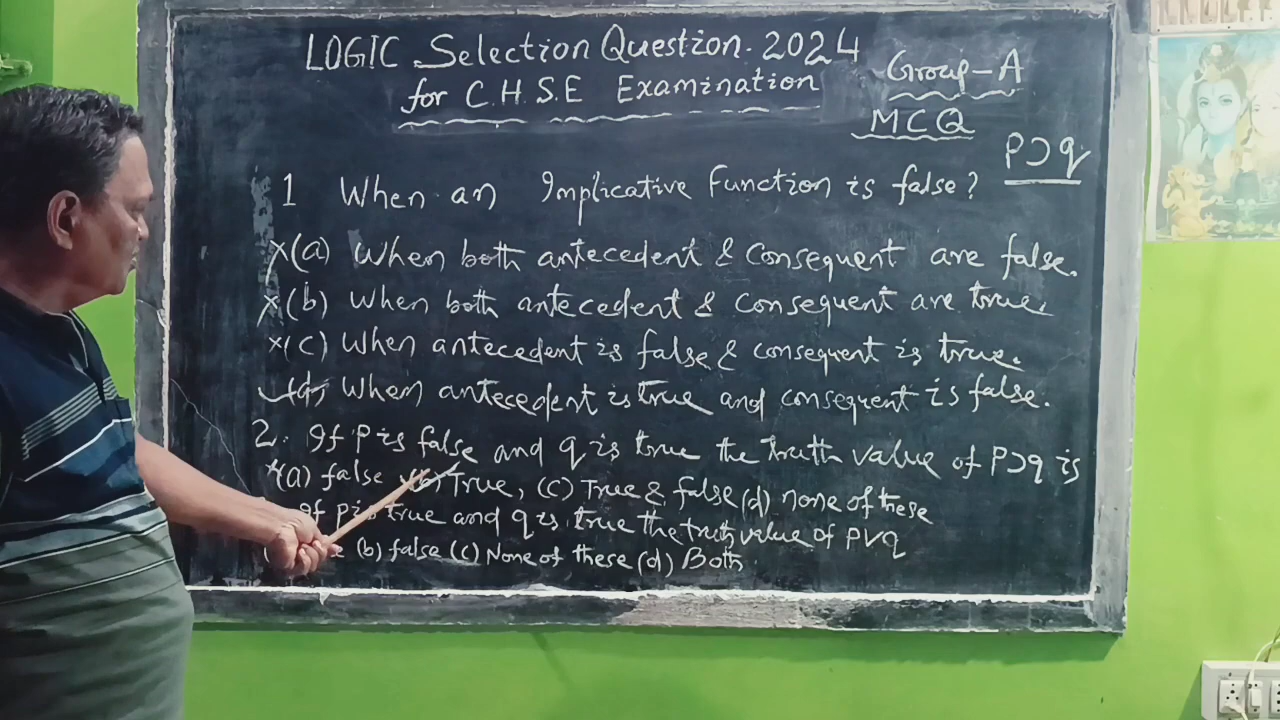 LOGIC Selection Question. 2024
for C.H.S.E Examination
Group-A
MCQ
P⊃q
1 When an Implicative Function is false?
×(a) When both antecedent & Consequent are false.
×(b) When both antecedent & Consequent are true.
×(c) When antecedent is false & consequent is true.
✓(d) When antecedent is true and consequent is false.
2. If P is false and q is true the truth value of P⊃q is
×(a) false True, (c) True & false (d) none of these
If p is true and q is, true the truth value of PVq
(b) false (c) None of these (d) Both.